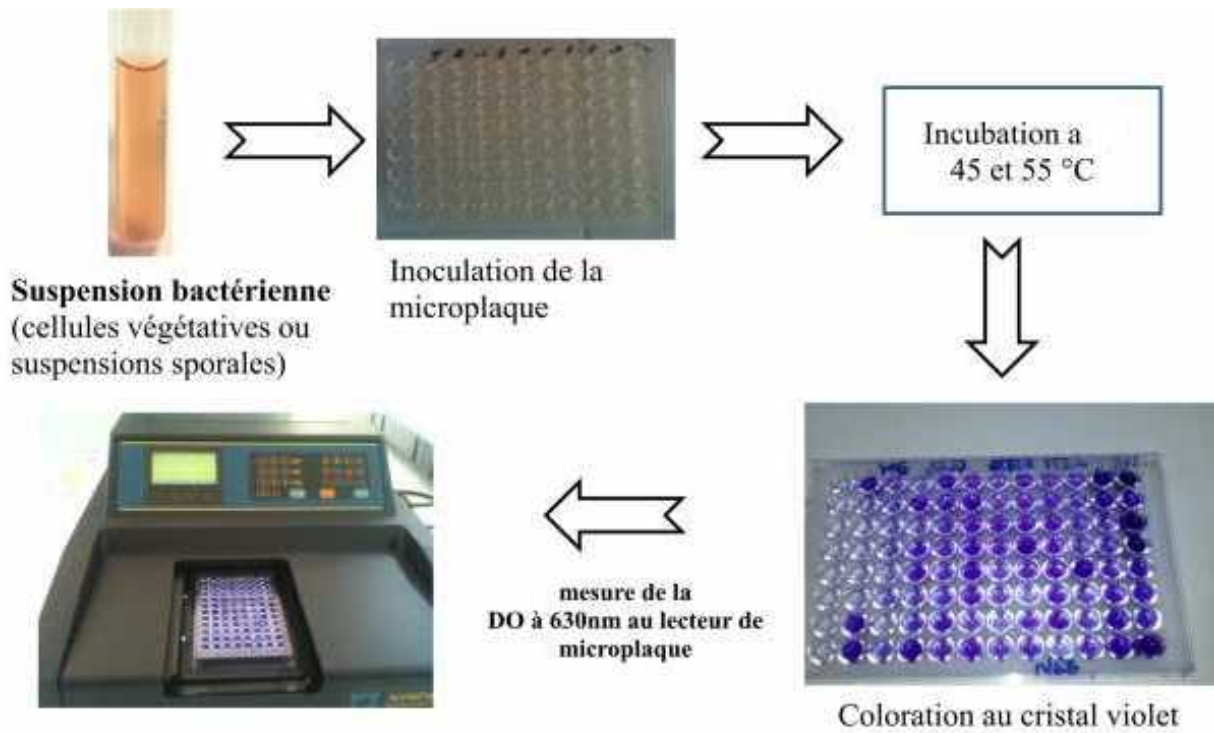 Suspension bactérienne
(cellules végétatives ou
suspensions sporales)
Inoculation de la
microplaque
Incubation a
45 et 55 °C
Coloration au cristal violet
mesure de la
DO à 630nm au lecteur de
microplaque